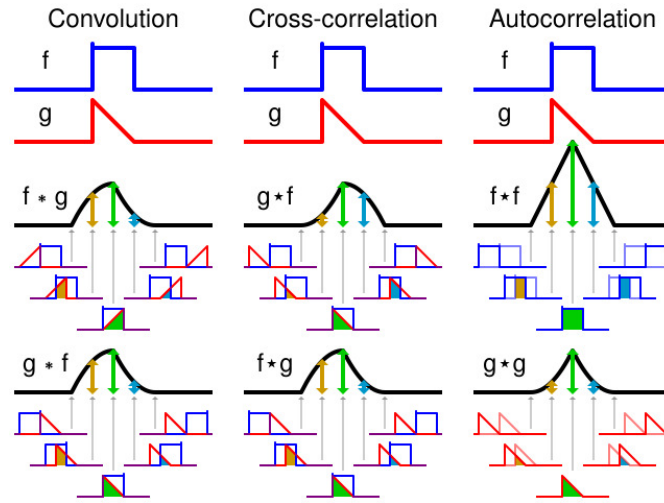 Convolution Cross-correlation Autocorrelation
f f f
g g g
f * g g⋆f f⋆f
g * f f⋆g g⋆g